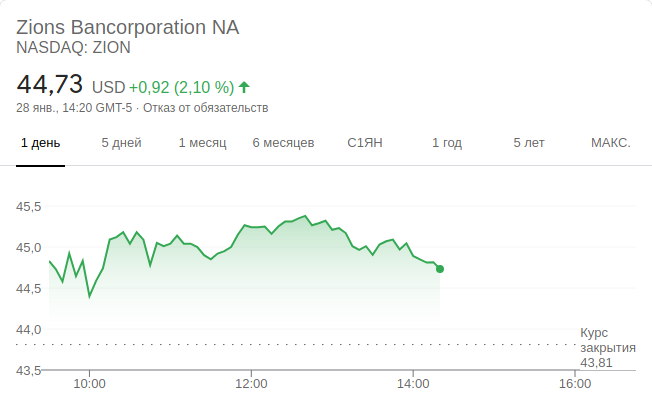 Zions Bancorporation NA
NASDAQ: ZION
44,73 USD +0,92 (2,10 %)
28 янв., 14:20 GMT-5 · Отказ от обязательств
1 день 5 дней 1 месяц 6 месяцев С1ЯН 1 год 5 лет МАКС.
45,5
45,0
44,5
44,0
Курс
закрытия
43,81
43,5
10:00 12:00 14:00 16:00